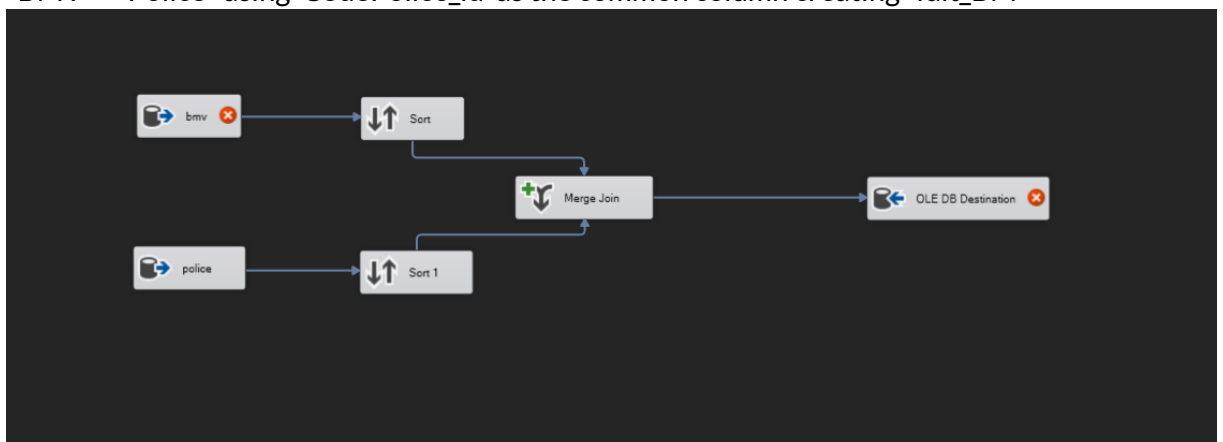 bmv
Sort
Merge Join
OLE DB Destination
police
Sort 1